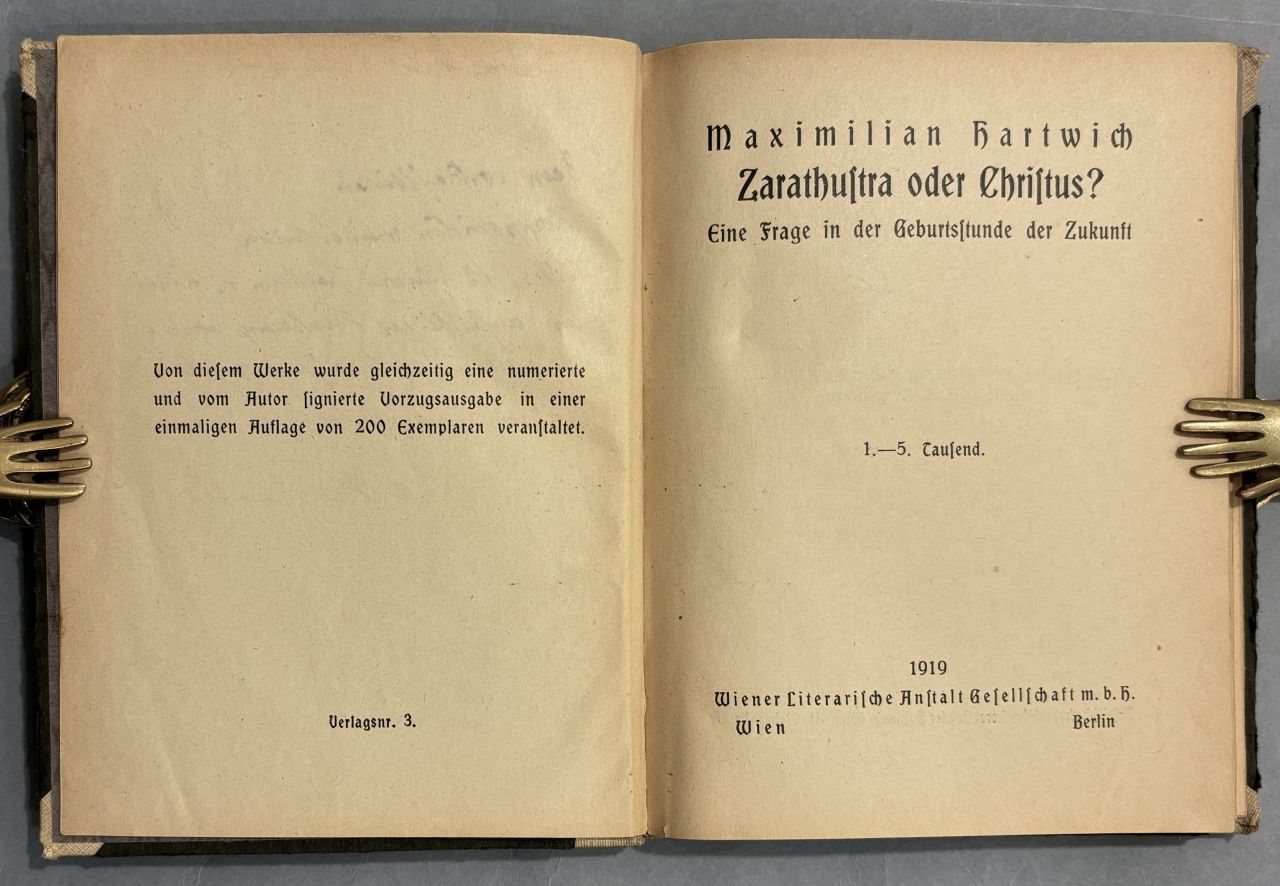 Von dieſem Werke wurde gleichzeitig eine numerierte
und vom Autor ſignierte Vorzugsausgabe in einer
einmaligen Auflage von 200 Exemplaren veranſtaltet.
Verlagsnr. 3.
Maximilian Hartwich
Zarathuſtra oder Chriſtus?
Eine Frage in der Geburtsſtunde der Zukunft
1.—5. Tauſend.
1919
Wiener Literariſche Anſtalt Geſellſchaft m. b. H.
Wien Berlin